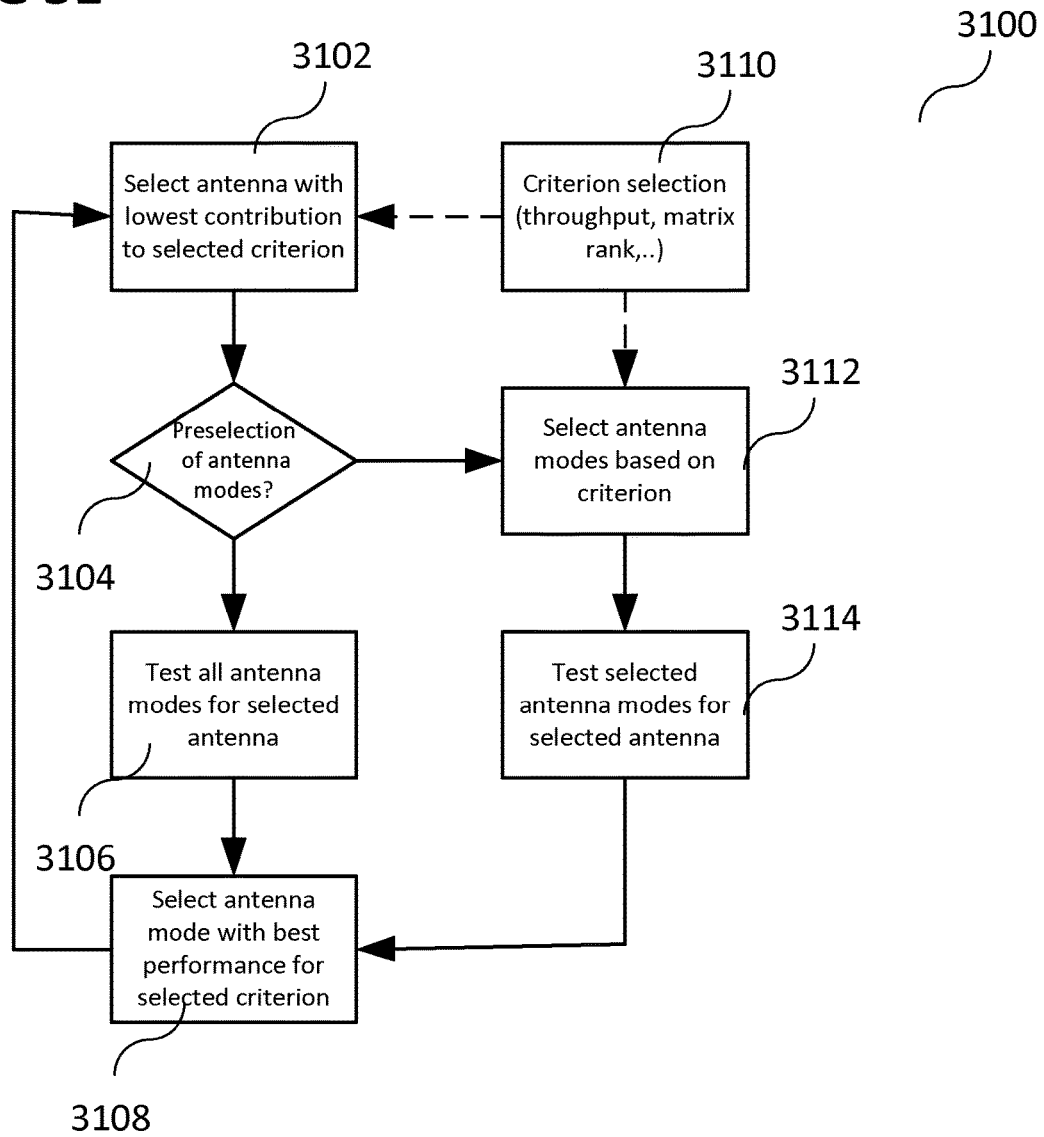 3100
3102
3110
Select antenna with
lowest contribution
to selected criterion
Criterion selection
(throughput, matrix
rank,..)
3112
Preselection
of antenna
modes?
Select antenna
modes based on
criterion
3104
3114
Test all antenna
modes for selected
antenna
Test selected
antenna modes for
selected antenna
3106
Select antenna
mode with best
performance for
selected criterion
3108